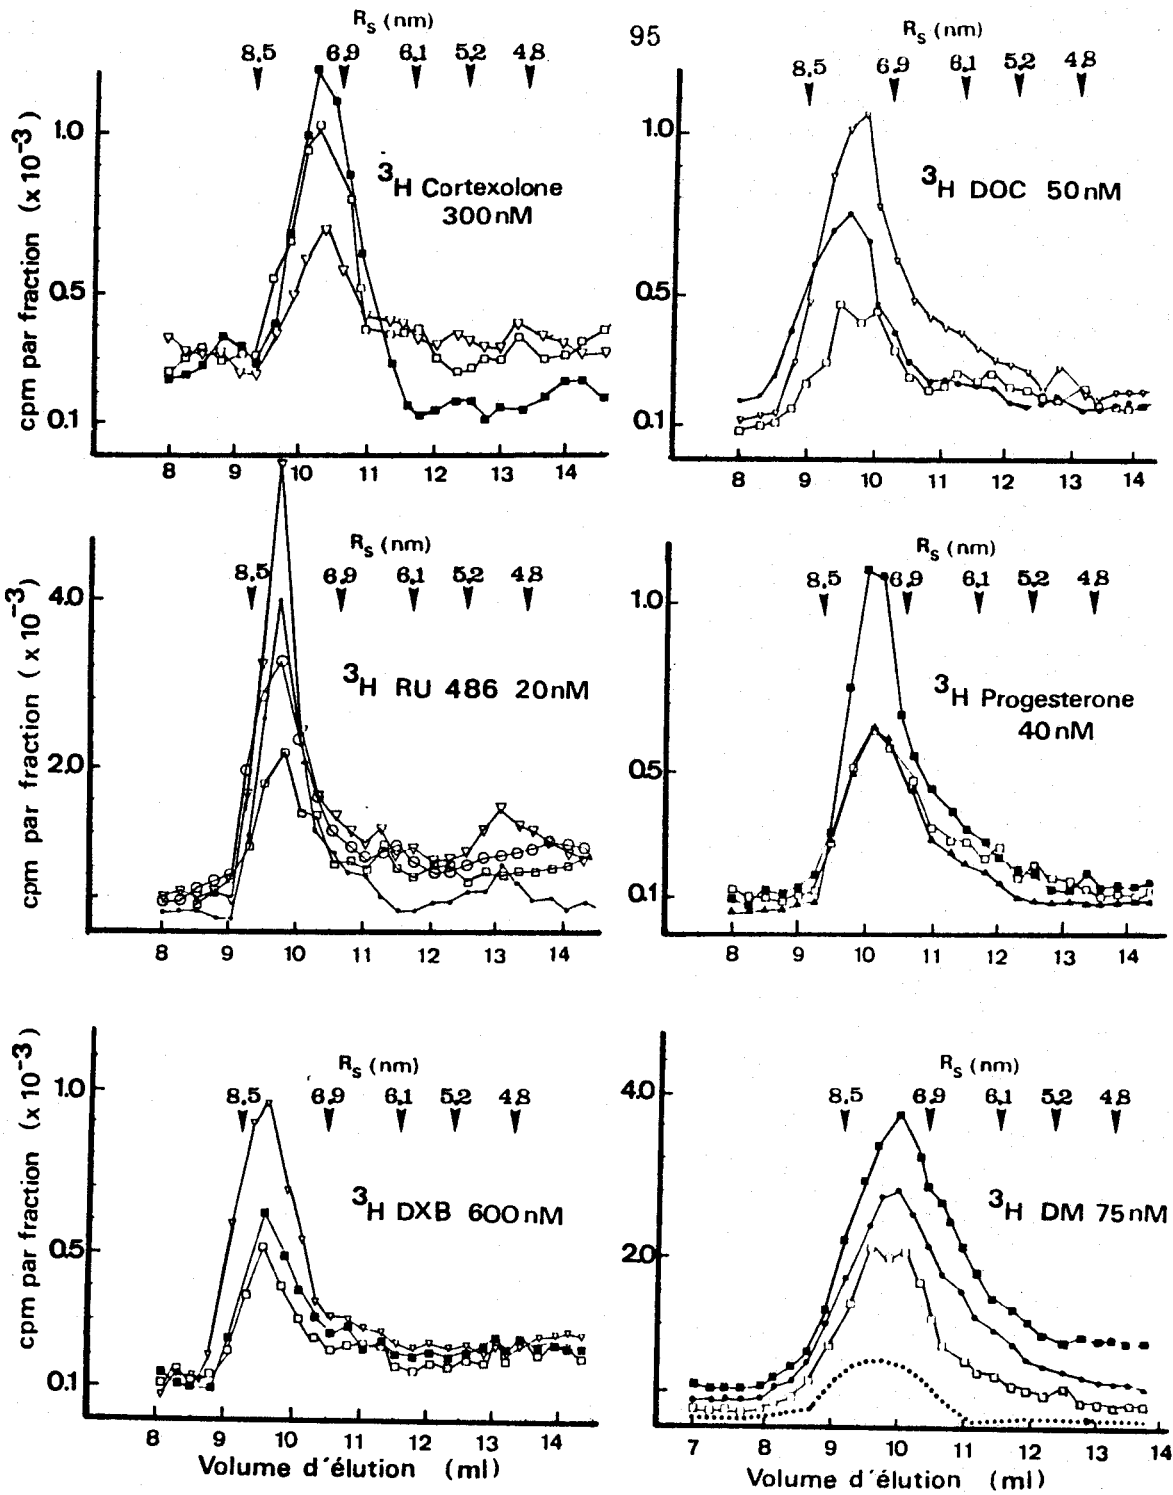 95
R_s (nm)
8.5 6.9 6.1 5.2 4.8
cpm par fraction (x 10^-3)
1.0
0.5
0.1
³H Cortexolone
300nM
8 9 10 11 12 13 14
R_s (nm)
8.5 6.9 6.1 5.2 4.8
1.0
0.5
0.1
³H DOC 50nM
8 9 10 11 12 13 14
R_s (nm)
8.5 6.9 6.1 5.2 4.8
cpm par fraction (x 10^-3)
4.0
2.0
³H RU 486 20nM
8 9 10 11 12 13 14
R_s (nm)
8.5 6.9 6.1 5.2 4.8
1.0
0.5
0.1
³H Progesterone
40nM
8 9 10 11 12 13 14
R_s (nm)
8.5 6.9 6.1 5.2 4.8
cpm par fraction (x 10^-3)
1.0
0.5
0.1
³H DXB 600nM
8 9 10 11 12 13 14
Volume d'élution (ml)
R_s (nm)
8.5 6.9 6.1 5.2 4.8
4.0
2.0
³H DM 75nM
7 8 9 10 11 12 13 14
Volume d'élution (ml)